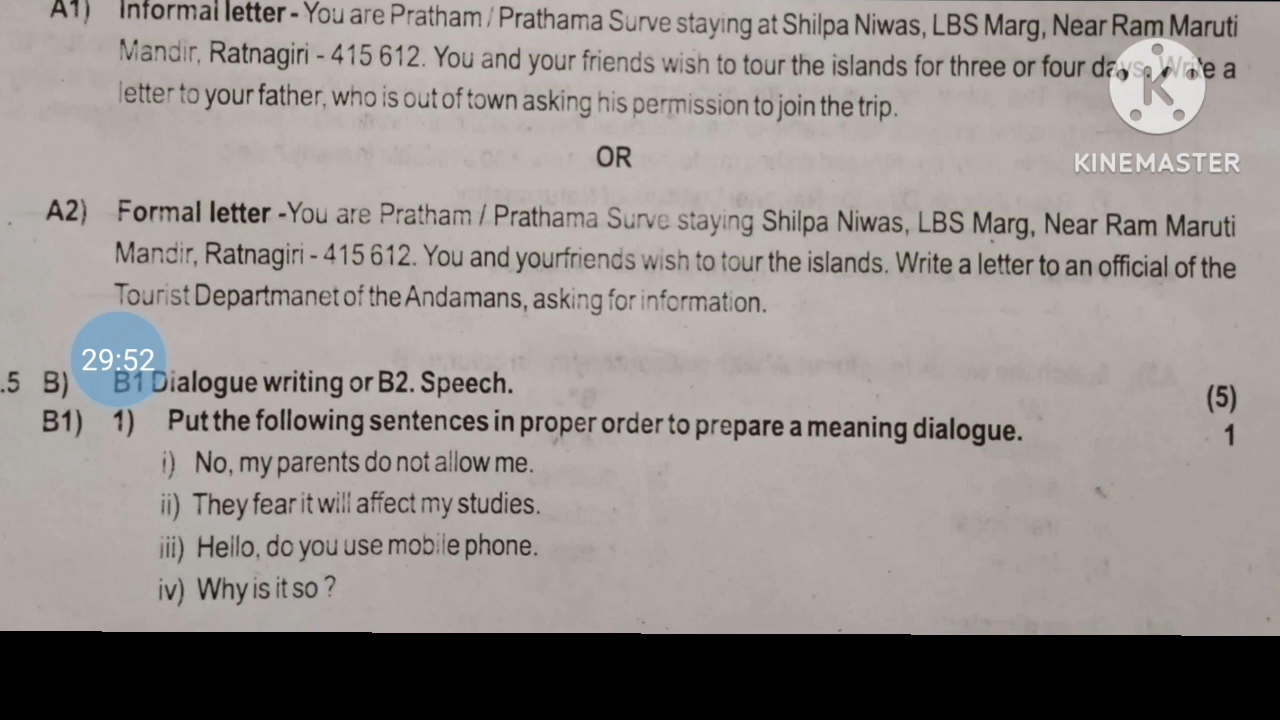 A1) Informal letter - You are Pratham / Prathama Surve staying at Shilpa Niwas, LBS Marg, Near Ram Maruti
Mandir, Ratnagiri - 415 612. You and your friends wish to tour the islands for three or four days. Write a
letter to your father, who is out of town asking his permission to join the trip.
K
KINEMASTER
OR
A2) Formal letter -You are Pratham / Prathama Surve staying Shilpa Niwas, LBS Marg, Near Ram Maruti
Mandir, Ratnagiri - 415 612. You and yourfriends wish to tour the islands. Write a letter to an official of the
Tourist Departmanet of the Andamans, asking for information.
29:52
.5 B) B1 Dialogue writing or B2. Speech. (5)
B1) 1) Put the following sentences in proper order to prepare a meaning dialogue. 1
i) No, my parents do not allow me.
ii) They fear it will affect my studies.
iii) Hello, do you use mobile phone.
iv) Why is it so ?